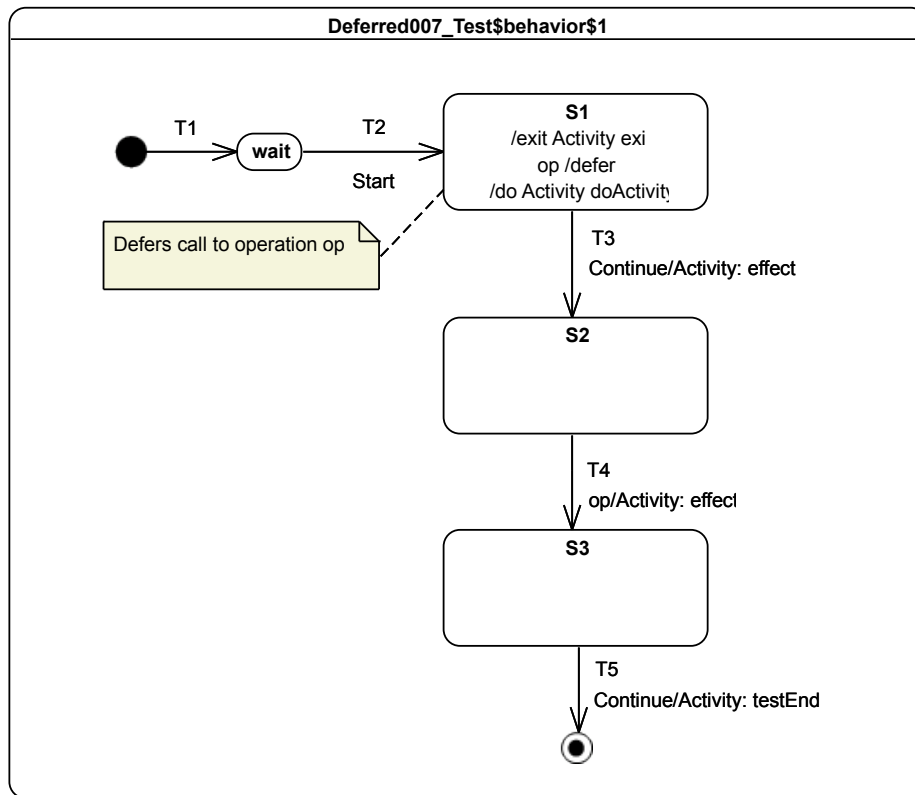 Deferred007_Test$behavior$1
T1
wait
T2
Start
S1
/exit Activity exi
op /defer
/do Activity doActivity
Defers call to operation op
T3
Continue/Activity: effect
S2
T4
op/Activity: effect
S3
T5
Continue/Activity: testEnd